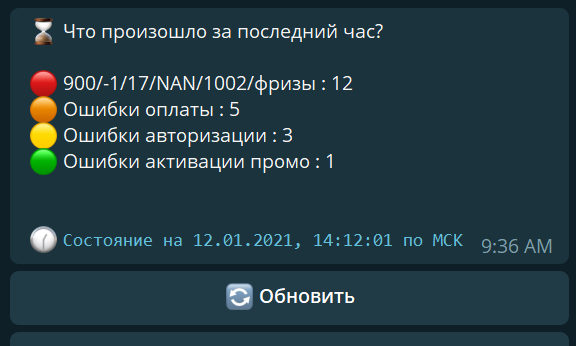 Что произошло за последний час?
900/-1/17/NAN/1002/фризы : 12
Ошибки оплаты : 5
Ошибки авторизации : 3
Ошибки активации промо : 1
Состояние на 12.01.2021, 14:12:01 по МСК
9:36 AM
Обновить